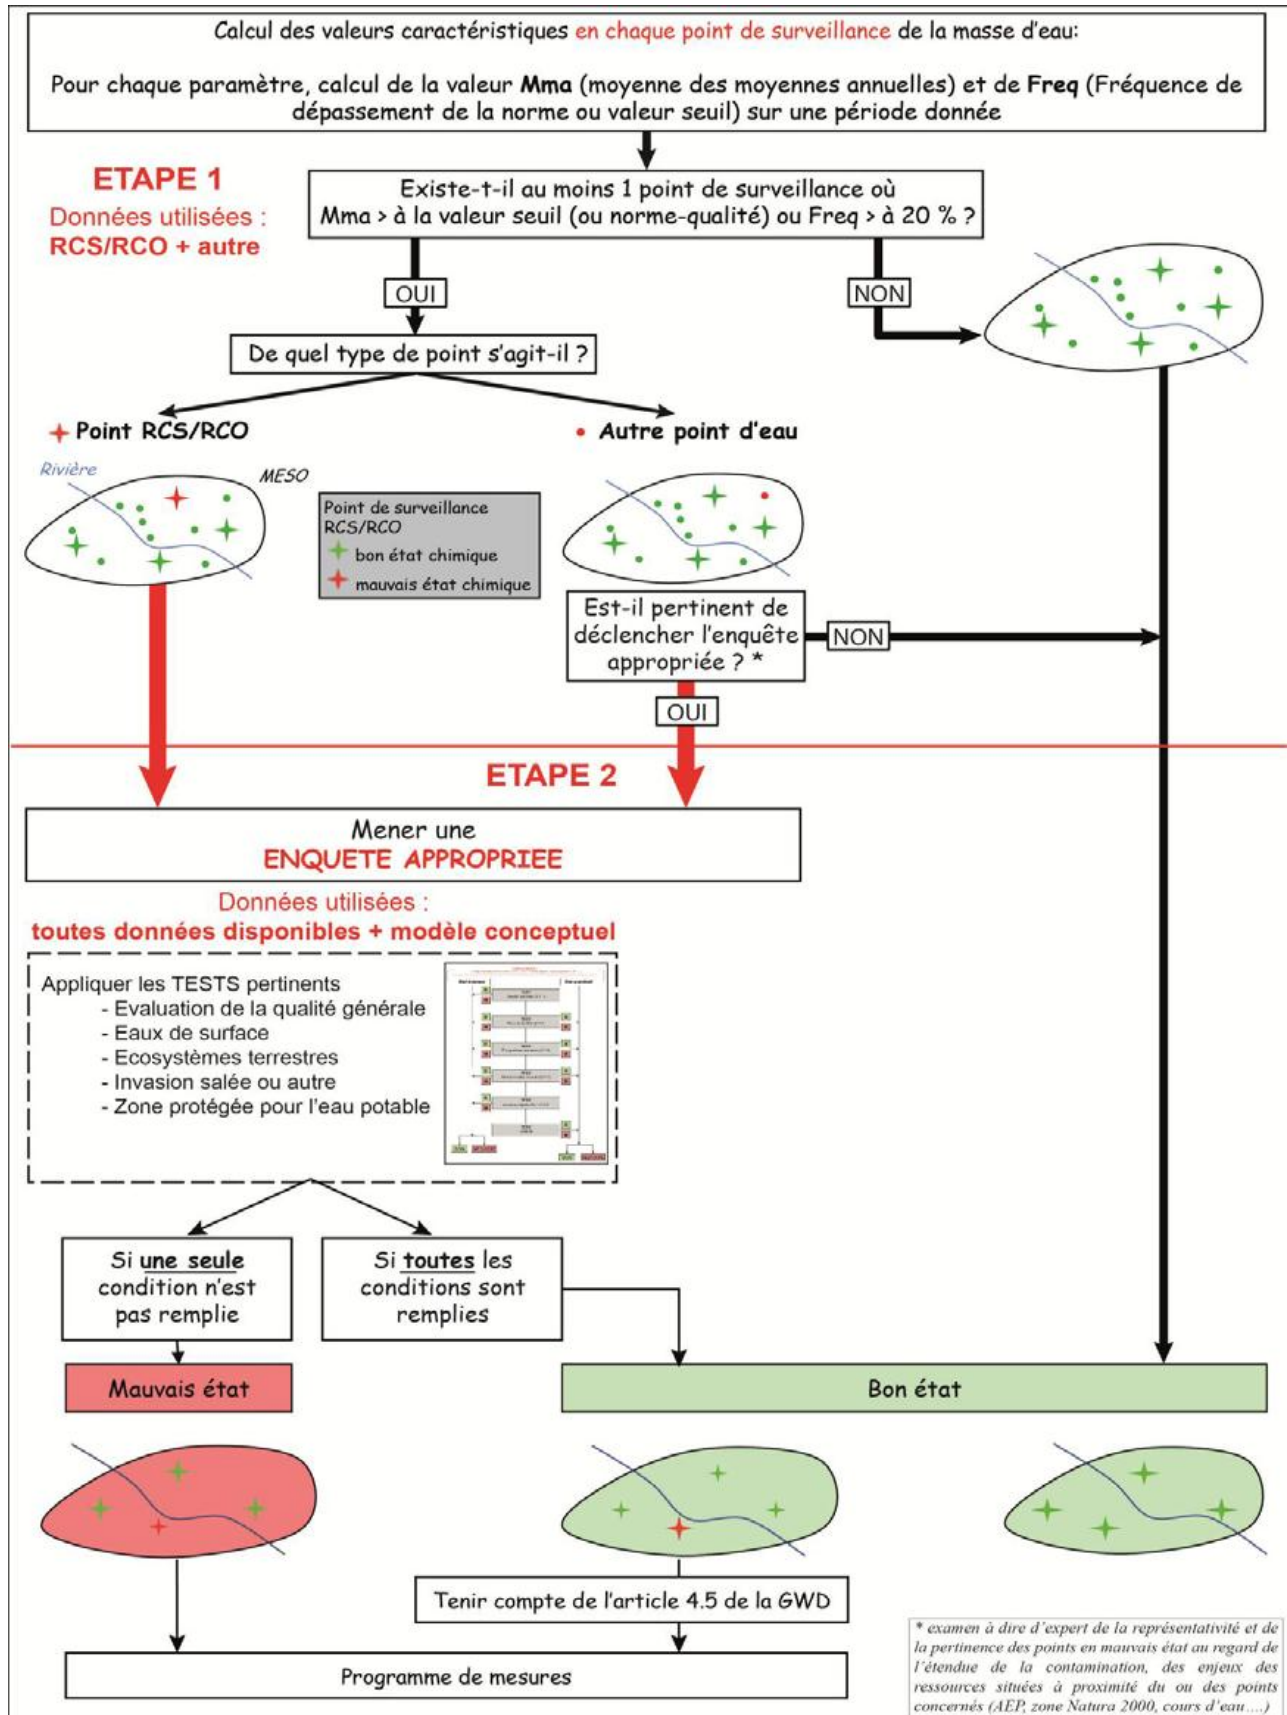 Calcul des valeurs caractéristiques en chaque point de surveillance de la masse d'eau:
Pour chaque paramètre, calcul de la valeur Mma (moyenne des moyennes annuelles) et de Freq (Fréquence de
dépassement de la norme ou valeur seuil) sur une période donnée
ETAPE 1
Données utilisées :
RCS/RCO + autre
Existe-t-il au moins 1 point de surveillance où
Mma > à la valeur seuil (ou norme-qualité) ou Freq > à 20 % ?
OUI
NON
De quel type de point s'agit-il ?
Point RCS/RCO
Autre point d'eau
Rivière
MESO
Point de surveillance
RCS/RCO
bon état chimique
mauvais état chimique
Est-il pertinent de
déclencher l'enquête
appropriée ? *
NON
OUI
ETAPE 2
Mener une
ENQUETE APPROPRIEE
Données utilisées :
toutes données disponibles + modèle conceptuel
Appliquer les TESTS pertinents
- Evaluation de la qualité générale
- Eaux de surface
- Ecosystèmes terrestres
- Invasion salée ou autre
- Zone protégée pour l'eau potable
Si une seule
condition n'est
pas remplie
Si toutes les
conditions sont
remplies
Mauvais état
Bon état
Tenir compte de l'article 4.5 de la GWD
Programme de mesures
* examen à dire d'expert de la représentativité et de
la pertinence des points en mauvais état au regard de
l'étendue de la contamination, des enjeux des
ressources situées à proximité du ou des points
concernés (AEP, zone Natura 2000, cours d'eau....)